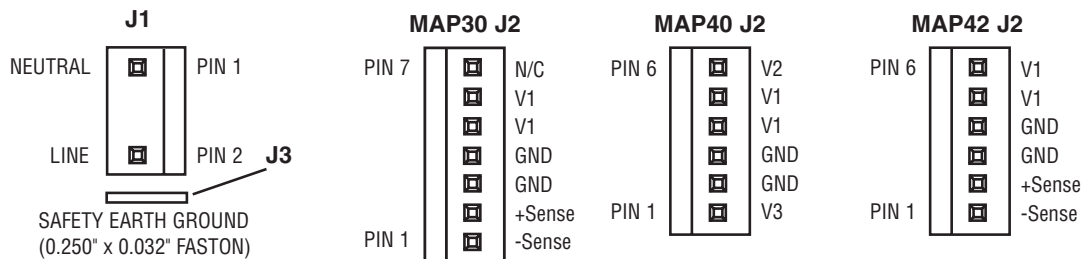 J1
NEUTRAL
PIN 1
LINE
PIN 2
J3
SAFETY EARTH GROUND
(0.250" x 0.032" FASTON)
MAP30 J2
PIN 7
N/C
V1
V1
GND
GND
+Sense
PIN 1
-Sense
MAP40 J2
PIN 6
V2
V1
V1
GND
GND
PIN 1
V3
MAP42 J2
PIN 6
V1
V1
GND
GND
+Sense
PIN 1
-Sense